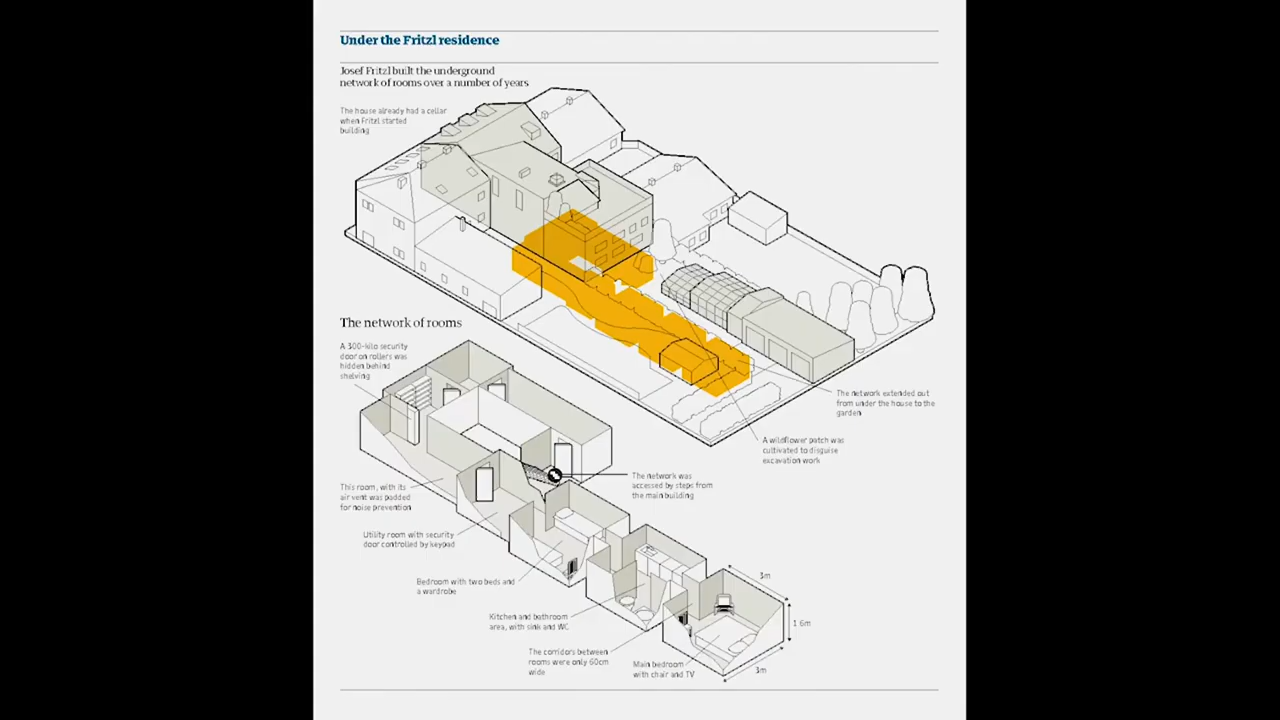 Under the Fritzl residence
Josef Fritzl built the underground
network of rooms over a number of years
The house already had a cellar
when Fritzl started
building
The network of rooms
A 300-kilo security
door on rollers was
hidden behind
shelving
The network extended out
from under the house to the
garden
A wildflower patch was
cultivated to disguise
excavation work
The network was
accessed by steps from
the main building
This room, with its
air vent was padded
for noise prevention
Utility room with security
door controlled by keypad
Bedroom with two beds and
a wardrobe
Kitchen and bathroom
area, with sink and WC
The corridors between
rooms were only 60cm
wide
Main bedroom
with chair and TV
3m
1 6m
3m